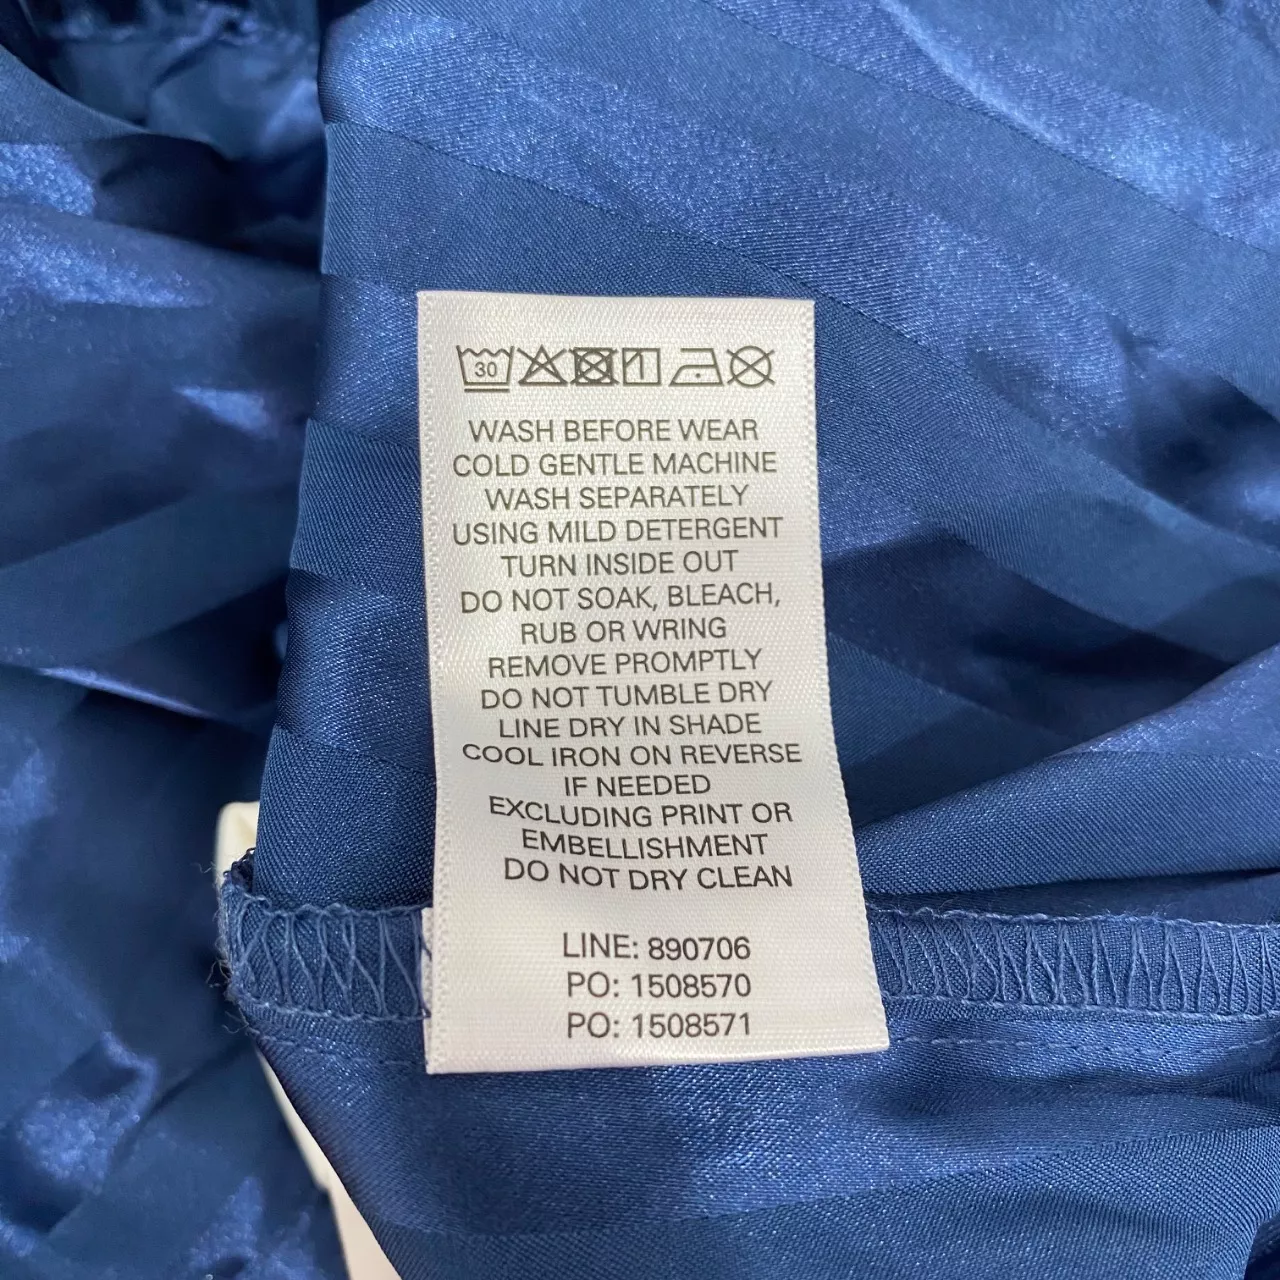 30
WASH BEFORE WEAR
COLD GENTLE MACHINE
WASH SEPARATELY
USING MILD DETERGENT
TURN INSIDE OUT
DO NOT SOAK, BLEACH,
RUB OR WRING
REMOVE PROMPTLY
DO NOT TUMBLE DRY
LINE DRY IN SHADE
COOL IRON ON REVERSE
IF NEEDED
EXCLUDING PRINT OR
EMBELLISHMENT
DO NOT DRY CLEAN
LINE: 890706
PO: 1508570
PO: 1508571